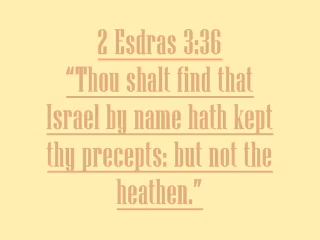 2 Esdras 3:36
“Thou shalt find that
Israel by name hath kept
thy precepts: but not the
heathen.”